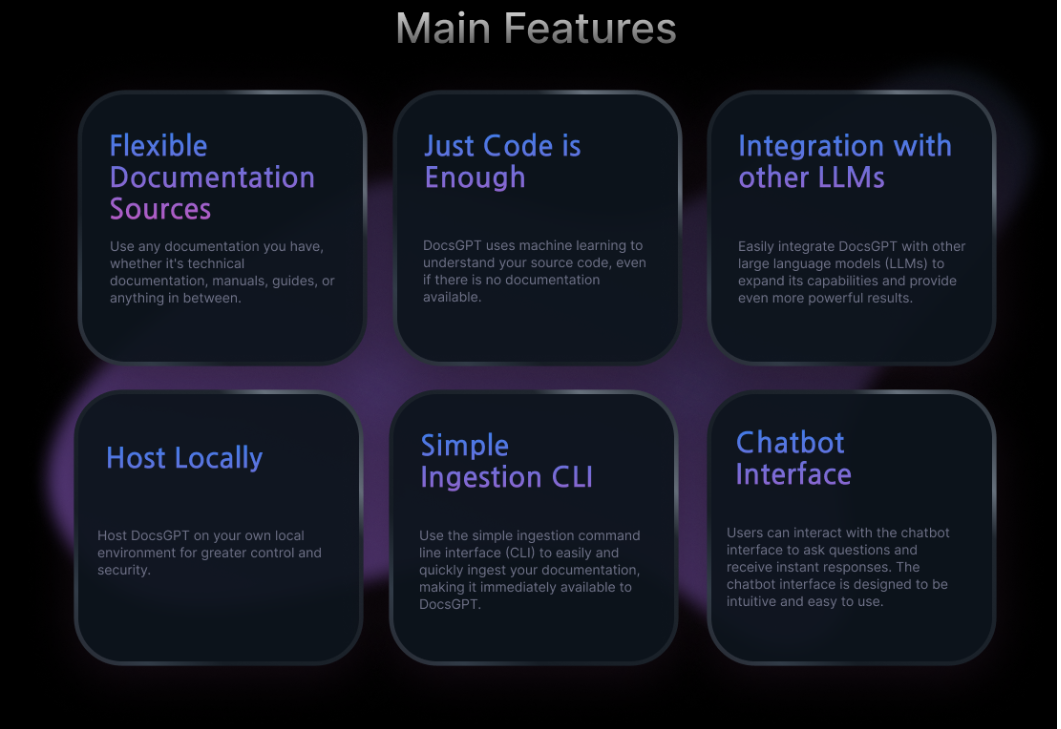 Main Features
Flexible
Documentation
Sources
Use any documentation you have,
whether it's technical
documentation, manuals, guides, or
anything in between.
Just Code is
Enough
DocsGPT uses machine learning to
understand your source code, even
if there is no documentation
available.
Integration with
other LLMs
Easily integrate DocsGPT with other
large language models (LLMs) to
expand its capabilities and provide
even more powerful results.
Host Locally
Host DocsGPT on your own local
environment for greater control and
security.
Simple
Ingestion CLI
Use the simple ingestion command
line interface (CLI) to easily and
quickly ingest your documentation,
making it immediately available to
DocsGPT.
Chatbot
Interface
Users can interact with the chatbot
interface to ask questions and
receive instant responses. The
chatbot interface is designed to be
intuitive and easy to use.